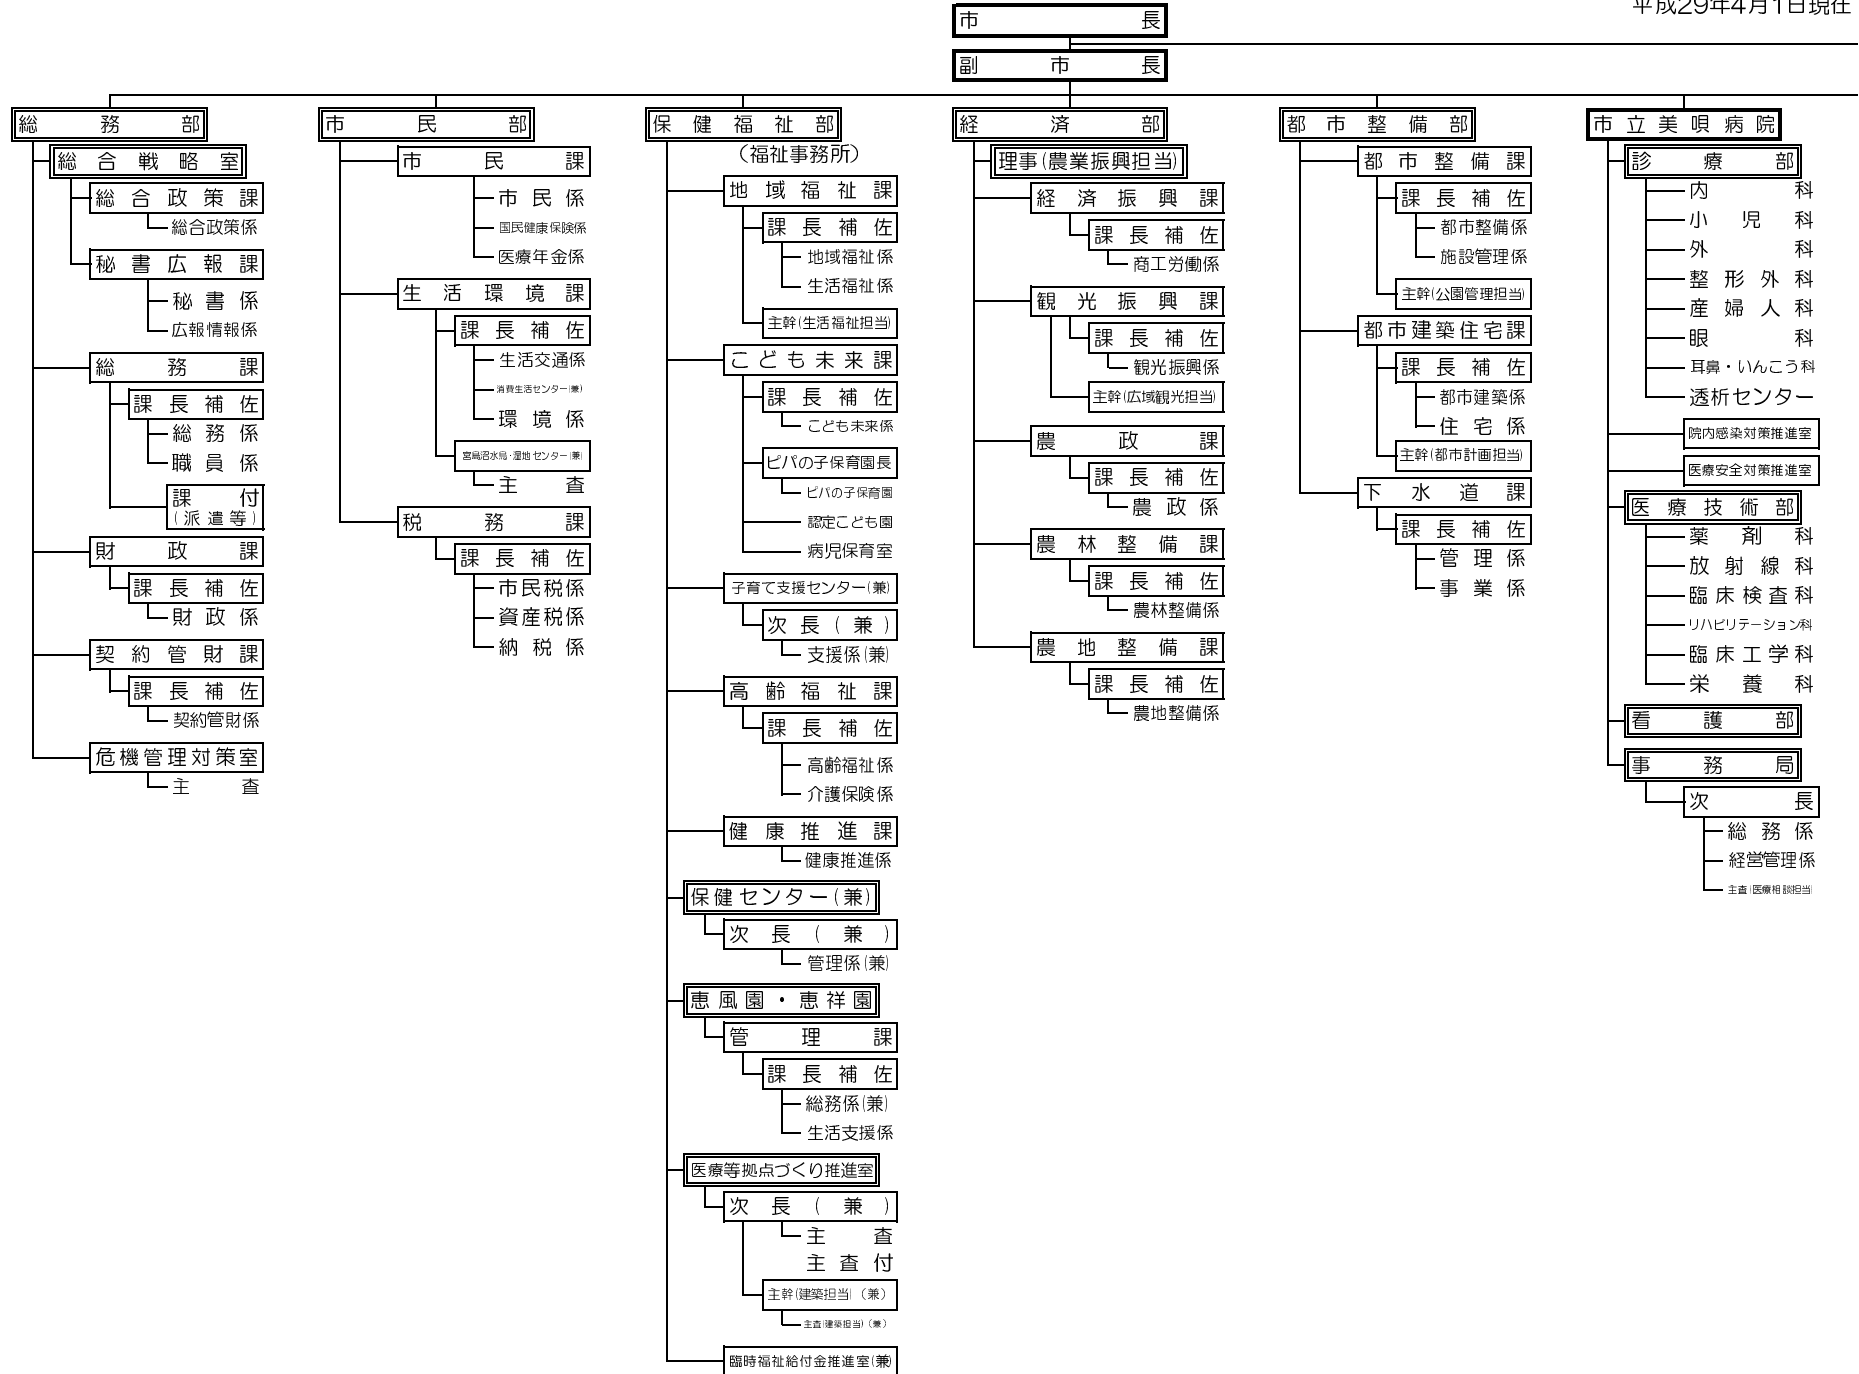 平成29年4月1日現在
市長
副市長
総務部
総合戦略室
総合政策課
総合政策係
秘書広報課
秘書係
広報情報係
総務課
課長補佐
総務係
職員係
課付
(派遣等)
財政課
課長補佐
財政係
契約管財課
課長補佐
契約管財係
危機管理対策室
主査
市民部
市民課
市民係
国民健康保険係
医療年金係
生活環境課
課長補佐
生活交通係
消費生活センター(兼)
環境係
宮島沼水鳥・湿地センター(兼)
主査
税務課
課長補佐
市民税係
資産税係
納税係
保健福祉部
(福祉事務所)
地域福祉課
課長補佐
地域福祉係
生活福祉係
主幹(生活福祉担当)
こども未来課
課長補佐
こども未来係
ピパの子保育園長
ピパの子保育園
認定こども園
病児保育室
子育て支援センター(兼)
次長(兼)
支援係(兼)
高齢福祉課
課長補佐
高齢福祉係
介護保険係
健康推進課
健康推進係
保健センター(兼)
次長(兼)
管理係(兼)
恵風園・恵祥園
管理課
課長補佐
総務係(兼)
生活支援係
医療等拠点づくり推進室
次長(兼)
主査
主査付
主幹(建築担当)(兼)
主査(建築担当)(兼)
臨時福祉給付金推進室(兼)
経済部
理事(農業振興担当)
経済振興課
課長補佐
商工労働係
観光振興課
課長補佐
観光振興係
主幹(広域観光担当)
農政課
課長補佐
農政係
農林整備課
課長補佐
農林整備係
農地整備課
課長補佐
農地整備係
都市整備部
都市整備課
課長補佐
都市整備係
施設管理係
主幹(公園管理担当)
都市建築住宅課
課長補佐
都市建築係
住宅係
主幹(都市計画担当)
下水道課
課長補佐
管理係
事業係
市立美唄病院
診療部
内科
小児科
外科
整形外科
産婦人科
眼科
耳鼻・いんこう科
透析センター
院内感染対策推進室
医療安全対策推進室
医療技術部
薬剤科
放射線科
臨床検査科
リハビリテーション科
臨床工学科
栄養科
看護部
事務局
次長
総務係
経営管理係
主査(医療相談担当)